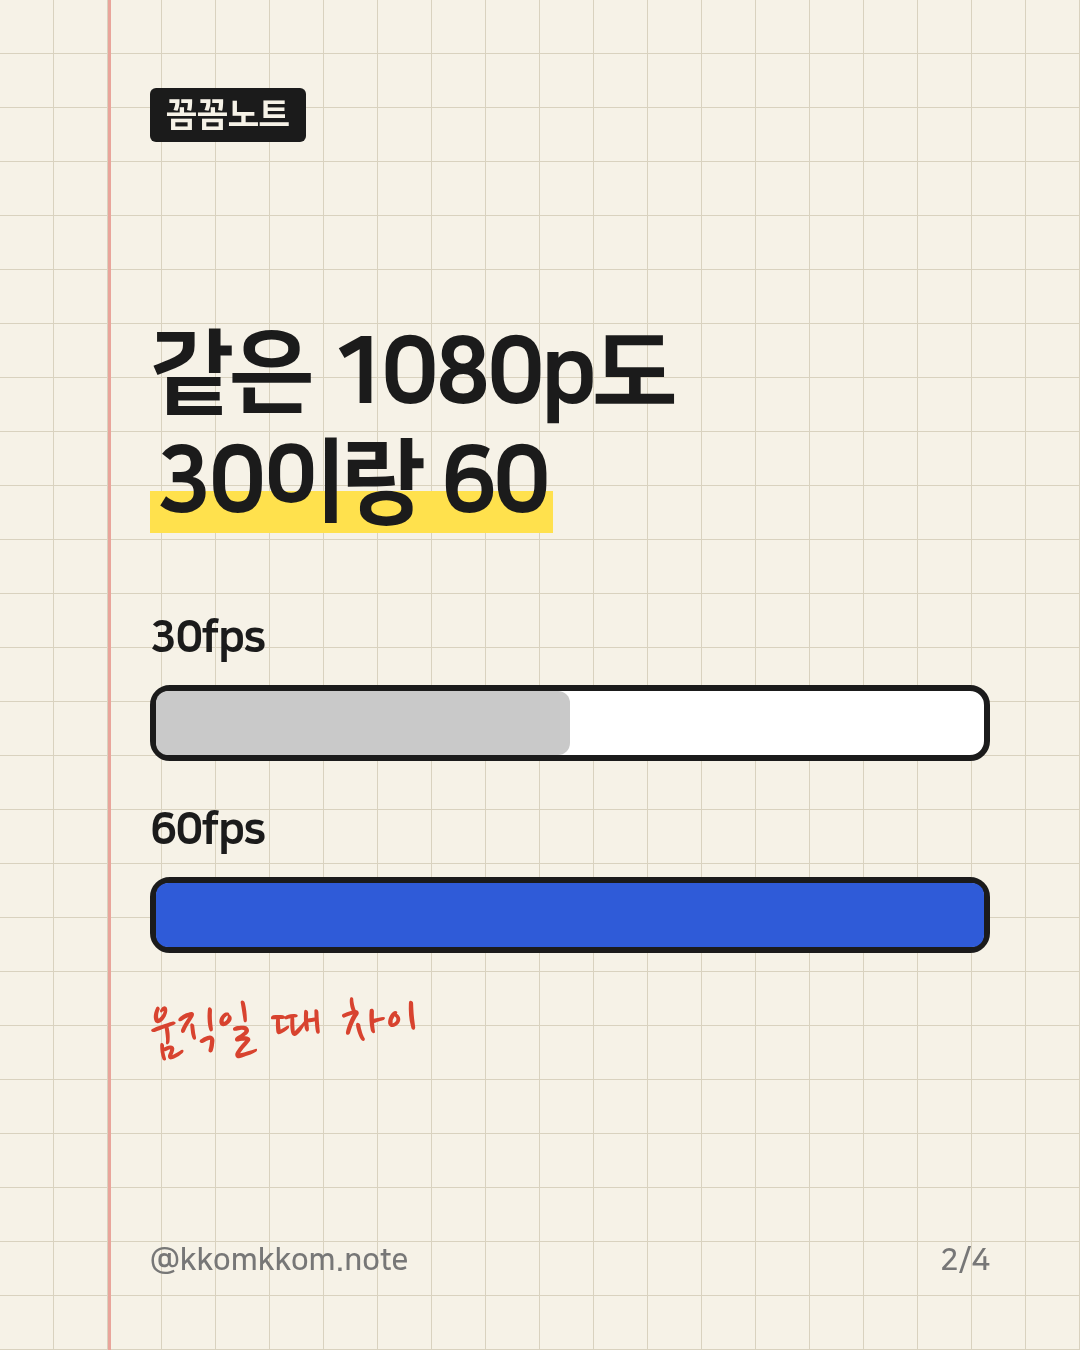 꼼꼼노트
같은 1080p도
30이랑 60
30fps
60fps
움직일 때 차이
@kkomkkom.note
2/4